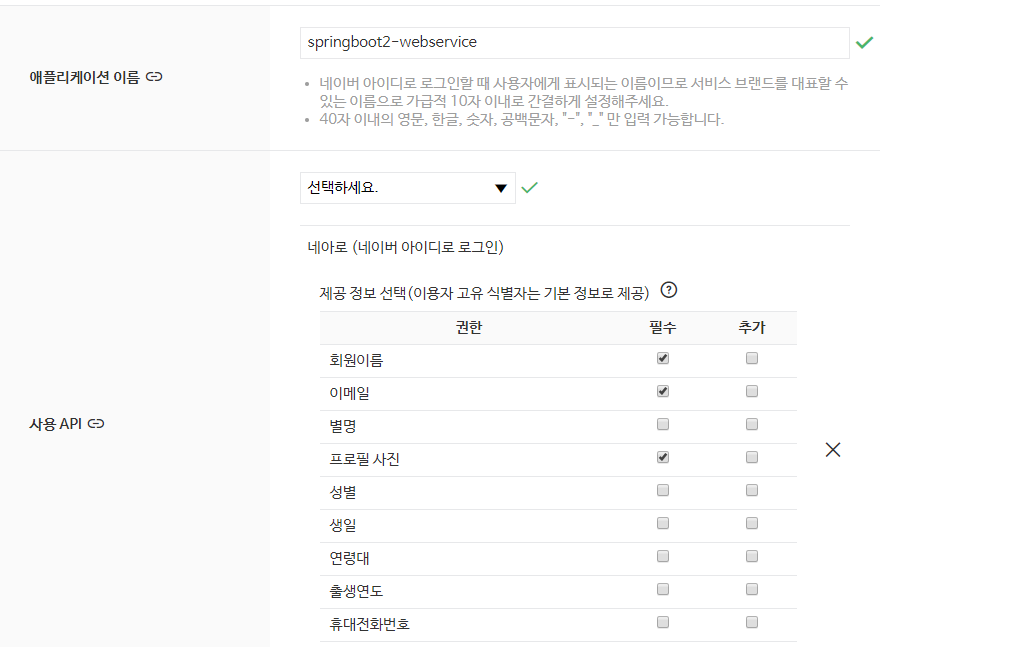 애플리케이션 이름
springboot2-webservice
네이버 아이디로 로그인할 때 사용자에게 표시되는 이름이므로 서비스 브랜드를 대표할 수
있는 이름으로 가급적 10자 이내로 간결하게 설정해주세요.
40자 이내의 영문, 한글, 숫자, 공백문자, "-", "_" 만 입력 가능합니다.
사용 API
선택하세요.
네아로 (네이버 아이디로 로그인)
제공 정보 선택(이용자 고유 식별자는 기본 정보로 제공) ?
권한 필수 추가
회원이름
이메일
별명
프로필 사진
성별
생일
연령대
출생연도
휴대전화번호